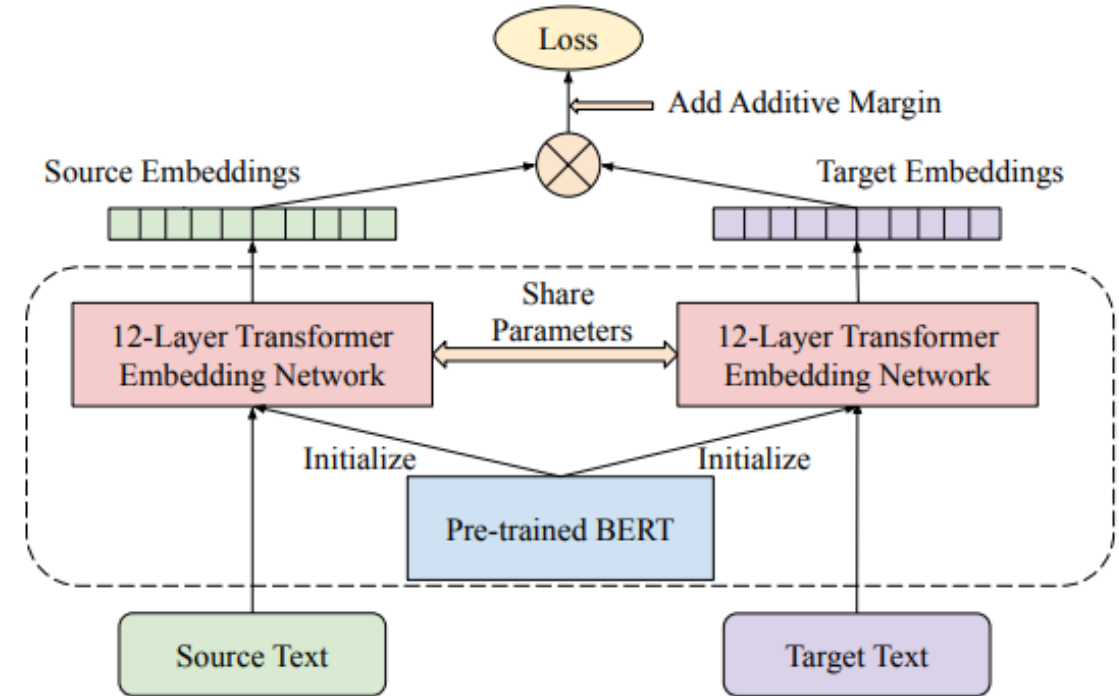 Loss
Add Additive Margin
Source Embeddings
Target Embeddings
12-Layer Transformer
Embedding Network
Share
Parameters
12-Layer Transformer
Embedding Network
Initialize
Initialize
Pre-trained BERT
Source Text
Target Text